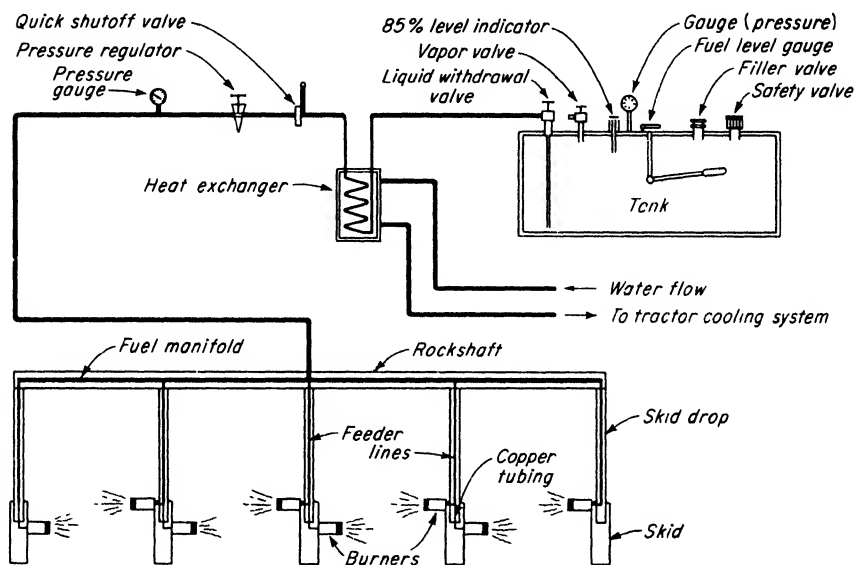 Quick shutoff valve
Pressure regulator
Pressure
gauge
85% level indicator
Vapor valve
Liquid withdrawal
valve
Gauge (pressure)
Fuel level gauge
Filler valve
Safety valve
Heat exchanger
Tank
Water flow
To tractor cooling system
Fuel manifold
Rockshaft
Feeder
lines
Copper
tubing
Skid drop
Burners
Skid